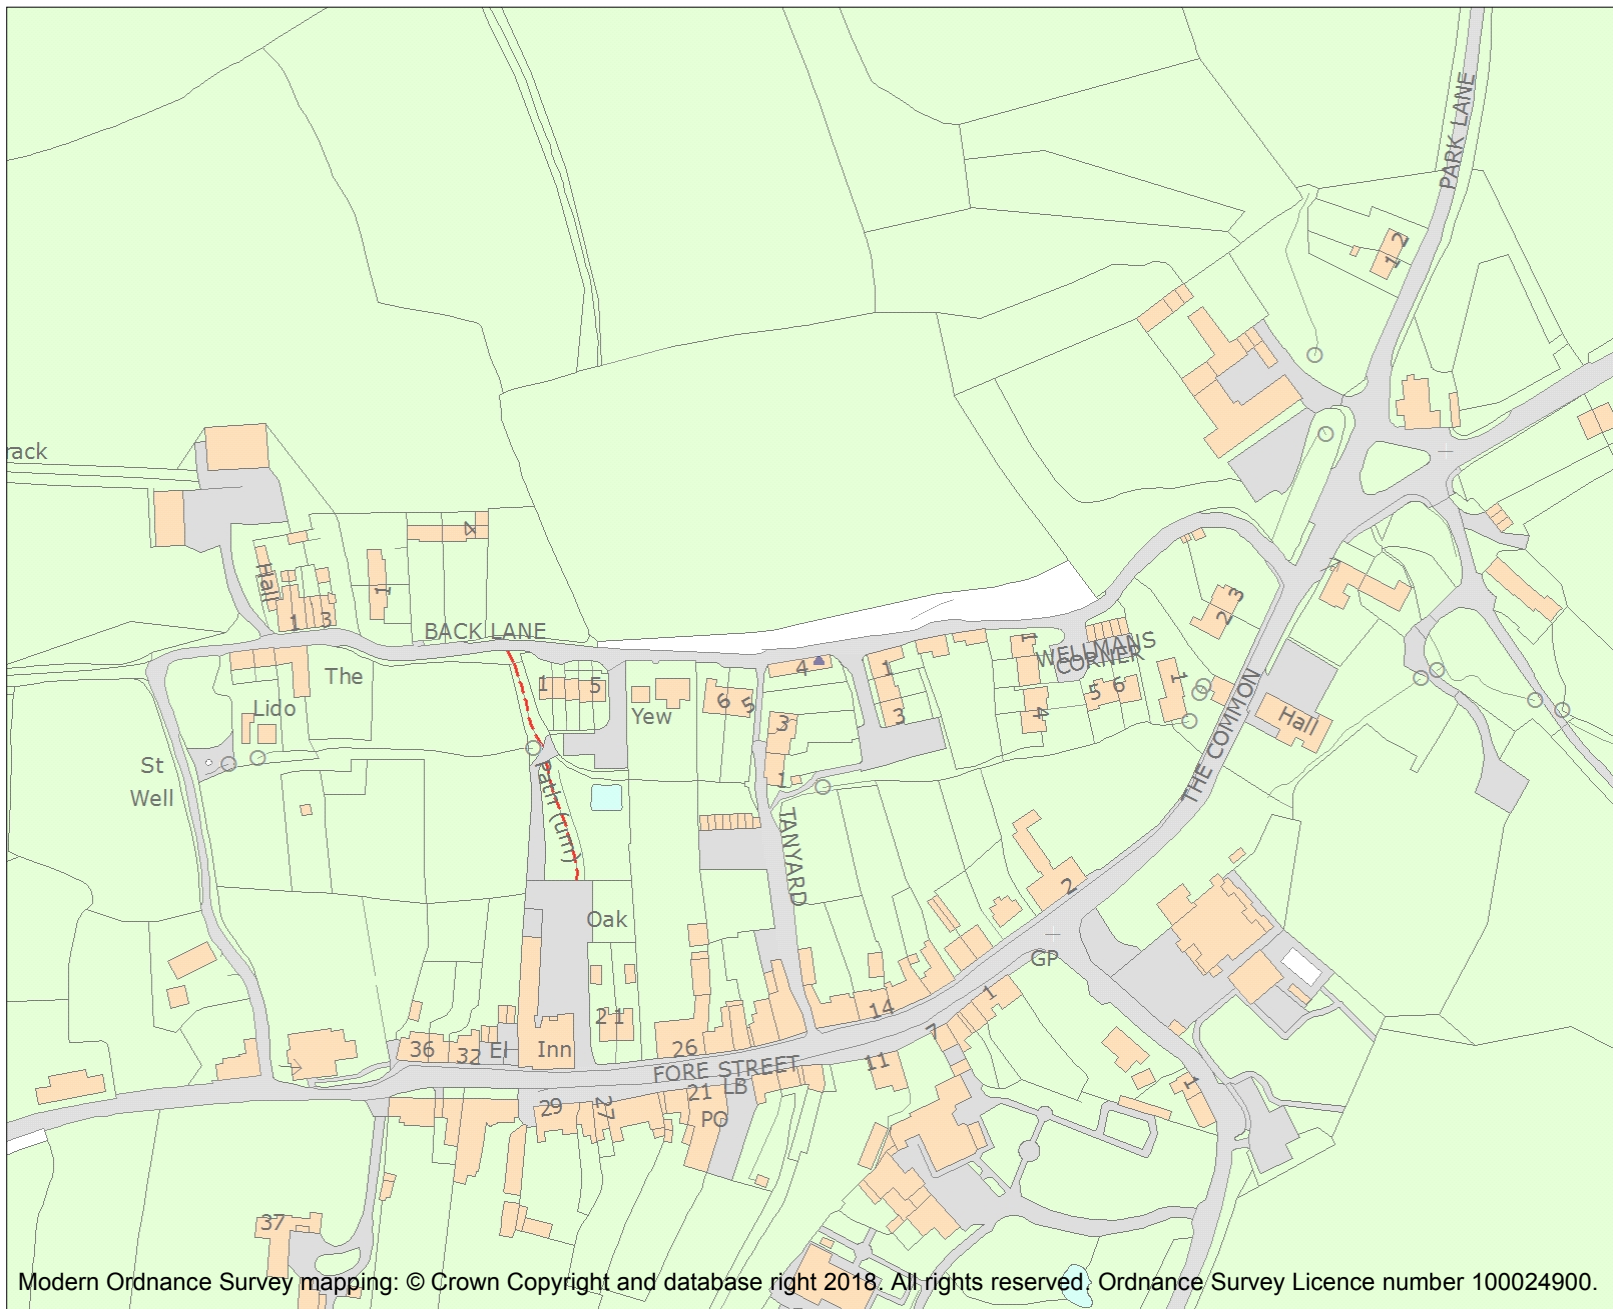 PARK LANE
2
1
rack
4
Hall
1
1
3
BACK LANE
The
Lido
1
5
Yew
6
5
4
1
3
3
1
1
WELLMANS
CORNER
4
5
6
1
2
3
7
Hall
THE COMMON
St
Well
Path (um)
TANYARD
Oak
2
GP
2
1
14
1
7
36
32
El
Inn
26
FORE STREET
11
21
LB
PO
29
27
1
37
Modern Ordnance Survey mapping: © Crown Copyright and database right 2018. All rights reserved. Ordnance Survey Licence number 100024900.